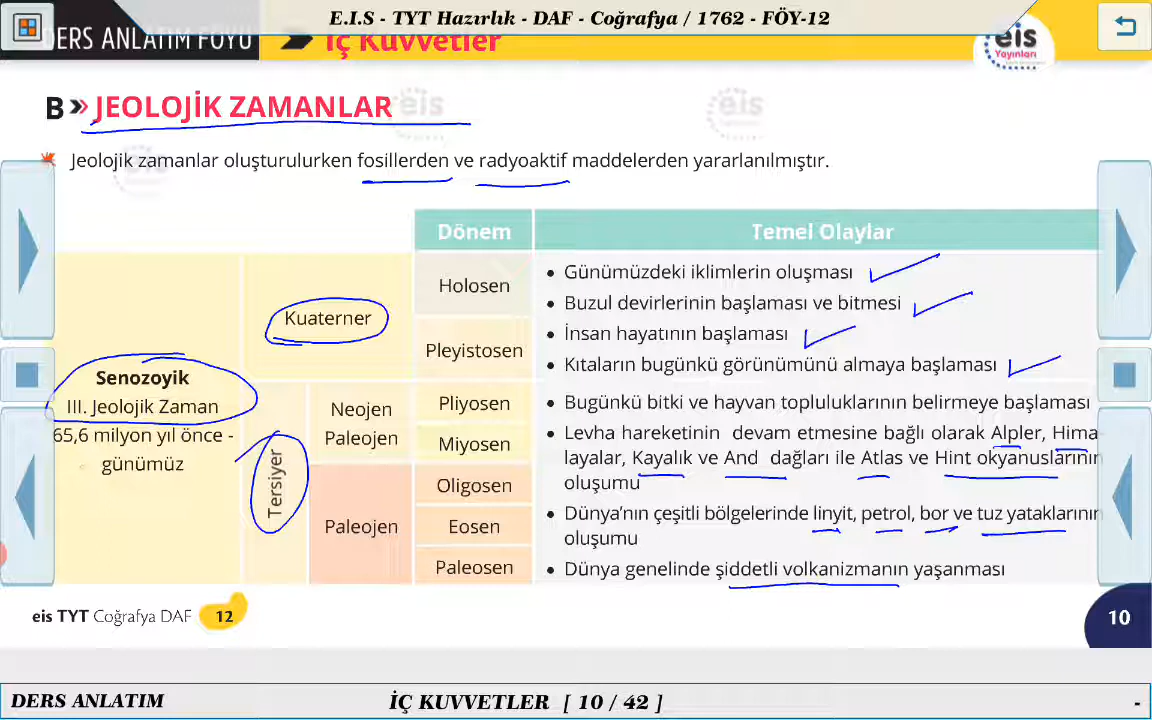 E.I.S - TYT Hazırlık - DAF - Coğrafya / 1762 - FÖY-12
DERS ANLATIM FÖYÜ
İç Kuvvetler
eis
Yayınları
B
JEOLOJİK ZAMANLAR
eis
eis
Jeolojik zamanlar oluşturulurken fosillerden ve radyoaktif maddelerden yararlanılmıştır.
eis
Dönem
Temel Olaylar
Senozoyik
III. Jeolojik Zaman
65,6 milyon yıl önce -
günümüz
Kuaterner
Holosen
Pleyistosen
• Günümüzdeki iklimlerin oluşması
• Buzul devirlerinin başlaması ve bitmesi
• İnsan hayatının başlaması
• Kıtaların bugünkü görünümünü almaya başlaması
Tersiyer
Neojen
Paleojen
Pliyosen
Miyosen
Paleojen
Oligosen
Eosen
Paleosen
• Bugünkü bitki ve hayvan topluluklarının belirmeye başlaması
• Levha hareketinin devam etmesine bağlı olarak Alpler, Hima-
layalar, Kayalık ve And dağları ile Atlas ve Hint okyanuslarının
oluşumu
• Dünya’nın çeşitli bölgelerinde linyit, petrol, bor ve tuz yataklarının
oluşumu
• Dünya genelinde şiddetli volkanizmanın yaşanması
eis TYT Coğrafya DAF 12
10
DERS ANLATIM
İÇ KUVVETLER [ 10 / 42 ]
-